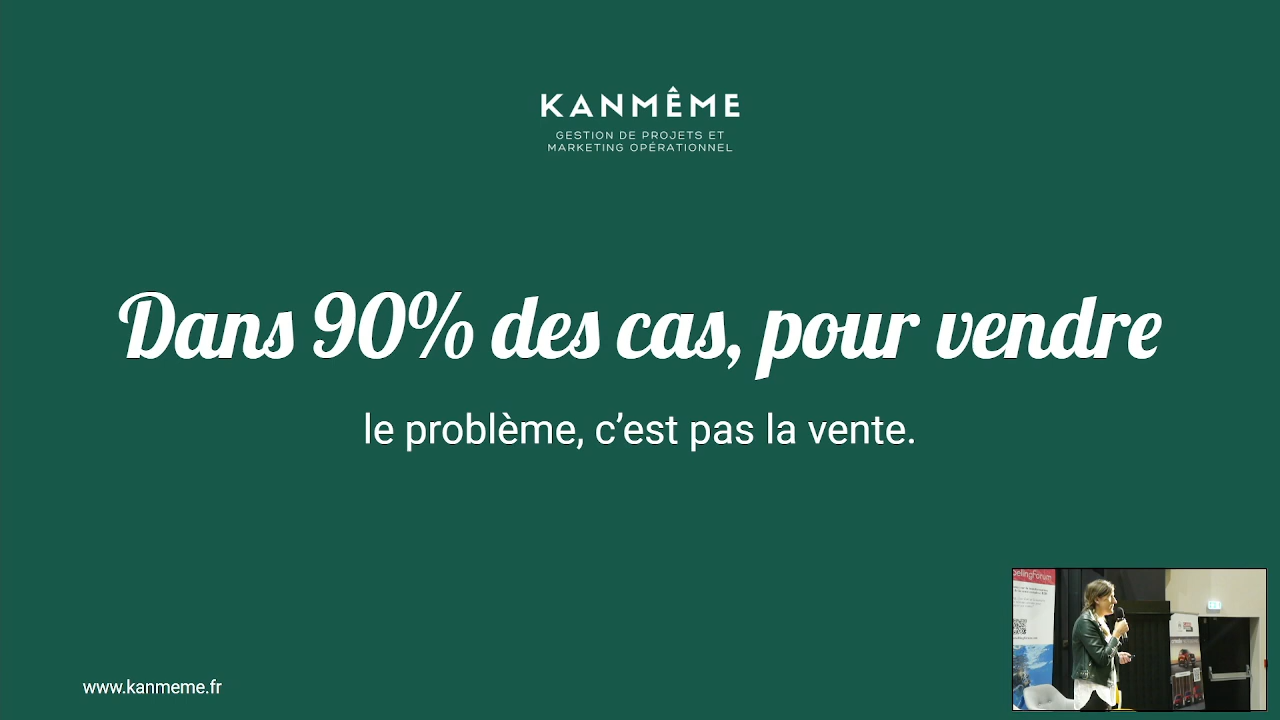 KANMÊME
GESTION DE PROJETS ET
MARKETING OPÉRATIONNEL
Dans 90% des cas, pour vendre
le problème, c’est pas la vente.
www.kanmeme.fr